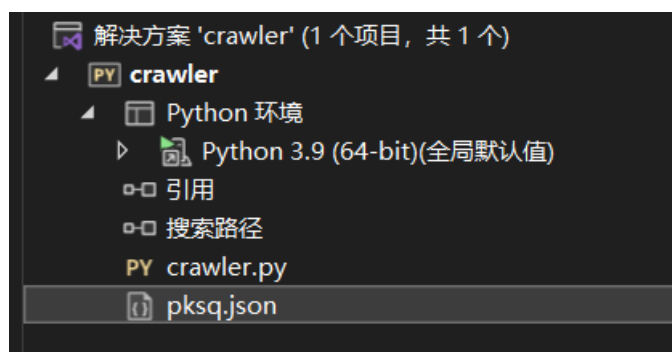 解决方案 'crawler' (1 个项目，共 1 个)
PY crawler
Python 环境
Python 3.9 (64-bit)(全局默认值)
引用
搜索路径
PY crawler.py
pksq.json